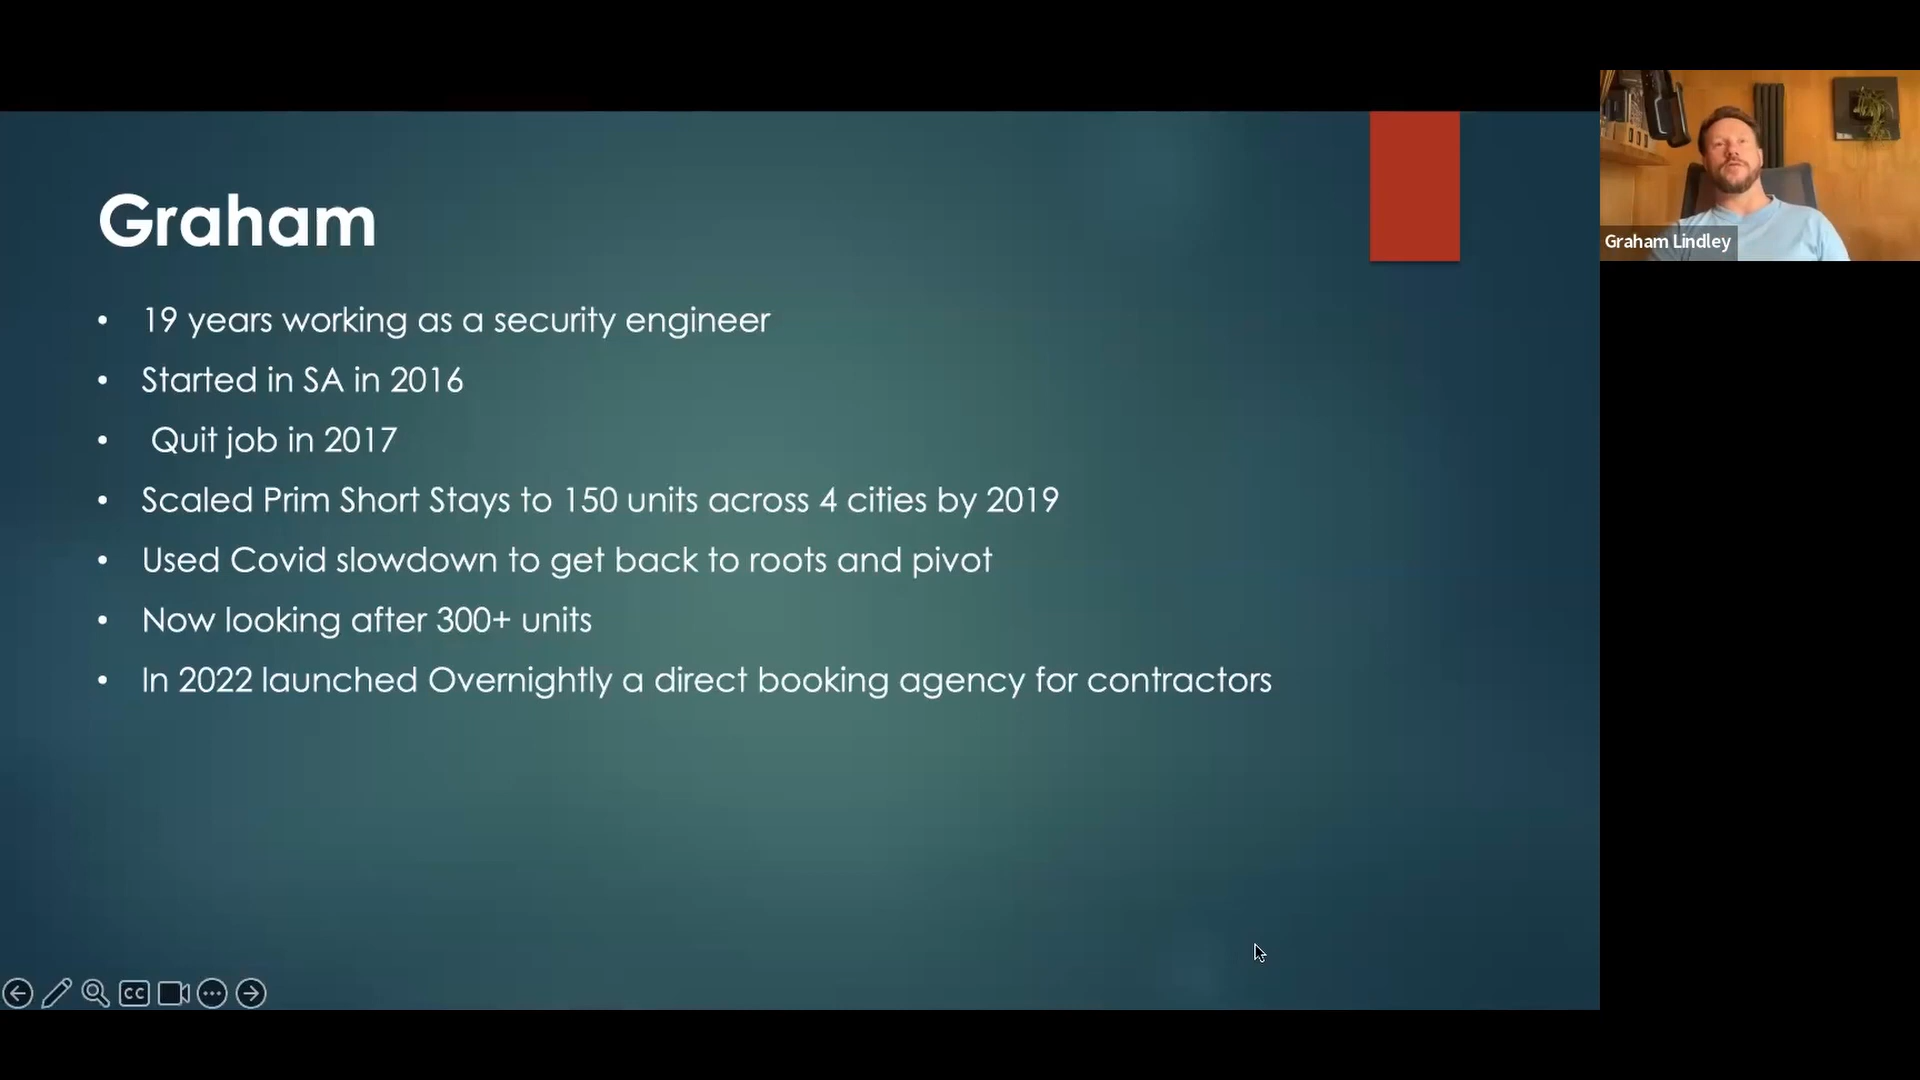 Graham
• 19 years working as a security engineer
• Started in SA in 2016
• Quit job in 2017
• Scaled Prim Short Stays to 150 units across 4 cities by 2019
• Used Covid slowdown to get back to roots and pivot
• Now looking after 300+ units
• In 2022 launched Overnightly a direct booking agency for contractors
Graham Lindley
CC